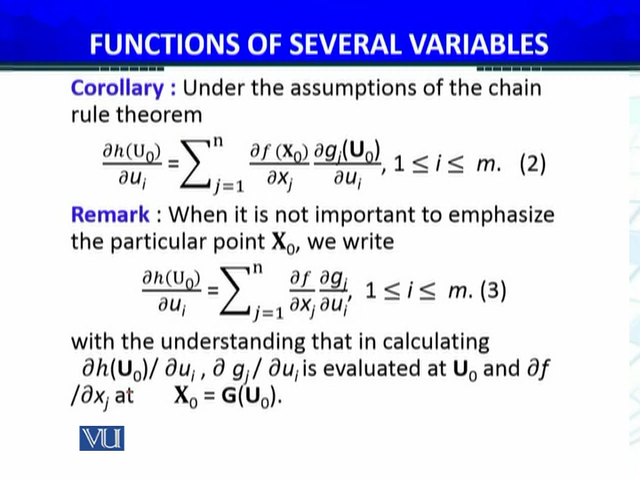 FUNCTIONS OF SEVERAL VARIABLES
Corollary : Under the assumptions of the chain
rule theorem
∂h(U₀)/∂uᵢ = ∑ⁿⱼ₌₁ ∂f (X₀)/∂xⱼ ∂gⱼ(U₀)/∂uᵢ, 1 ≤ i ≤ m. (2)
Remark : When it is not important to emphasize
the particular point X₀, we write
∂h(U₀)/∂uᵢ = ∑ⁿⱼ₌₁ ∂f/∂xⱼ ∂gⱼ/∂uᵢ, 1 ≤ i ≤ m. (3)
with the understanding that in calculating
∂h(U₀)/ ∂uᵢ , ∂ gⱼ/ ∂uᵢ is evaluated at U₀ and ∂f
/∂xⱼ at X₀ = G(U₀).
VU